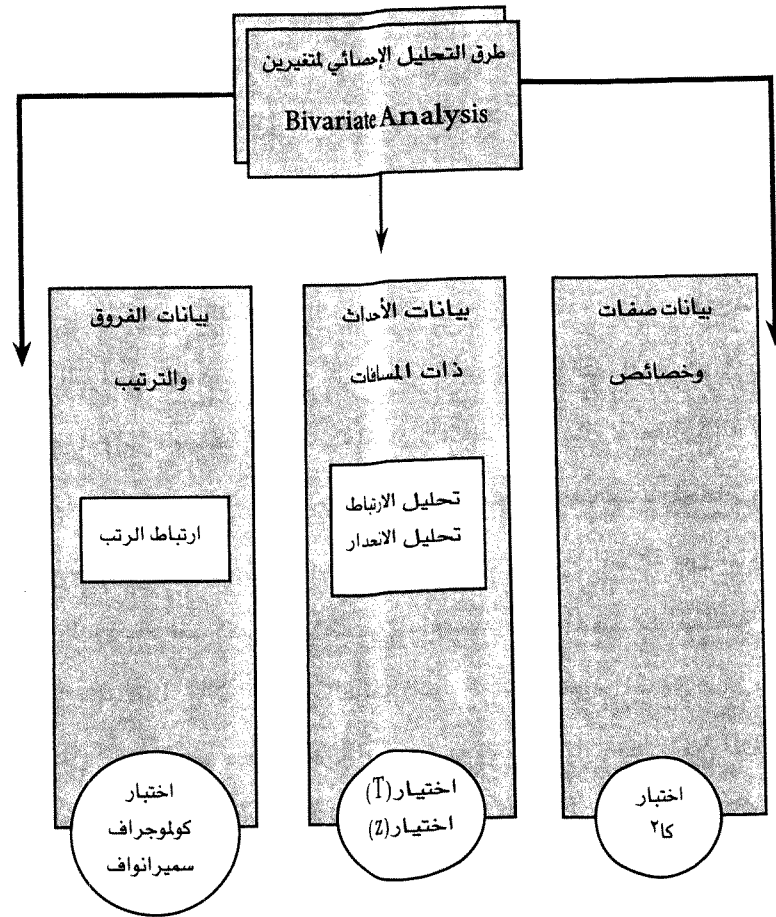 طرق التحليل الإحصائي لمتغيرين
Bivariate Analysis
بيانات صفات
وخصائص
اختبار
كا٢
بيانات الأحداث
ذات المسافات
تحليل الارتباط
تحليل الانحدار
اختيار (T)
اختيار (z)
بيانات الفروق
والترتيب
ارتباط الرتب
اختبار
كولموجراف
سميرانواف